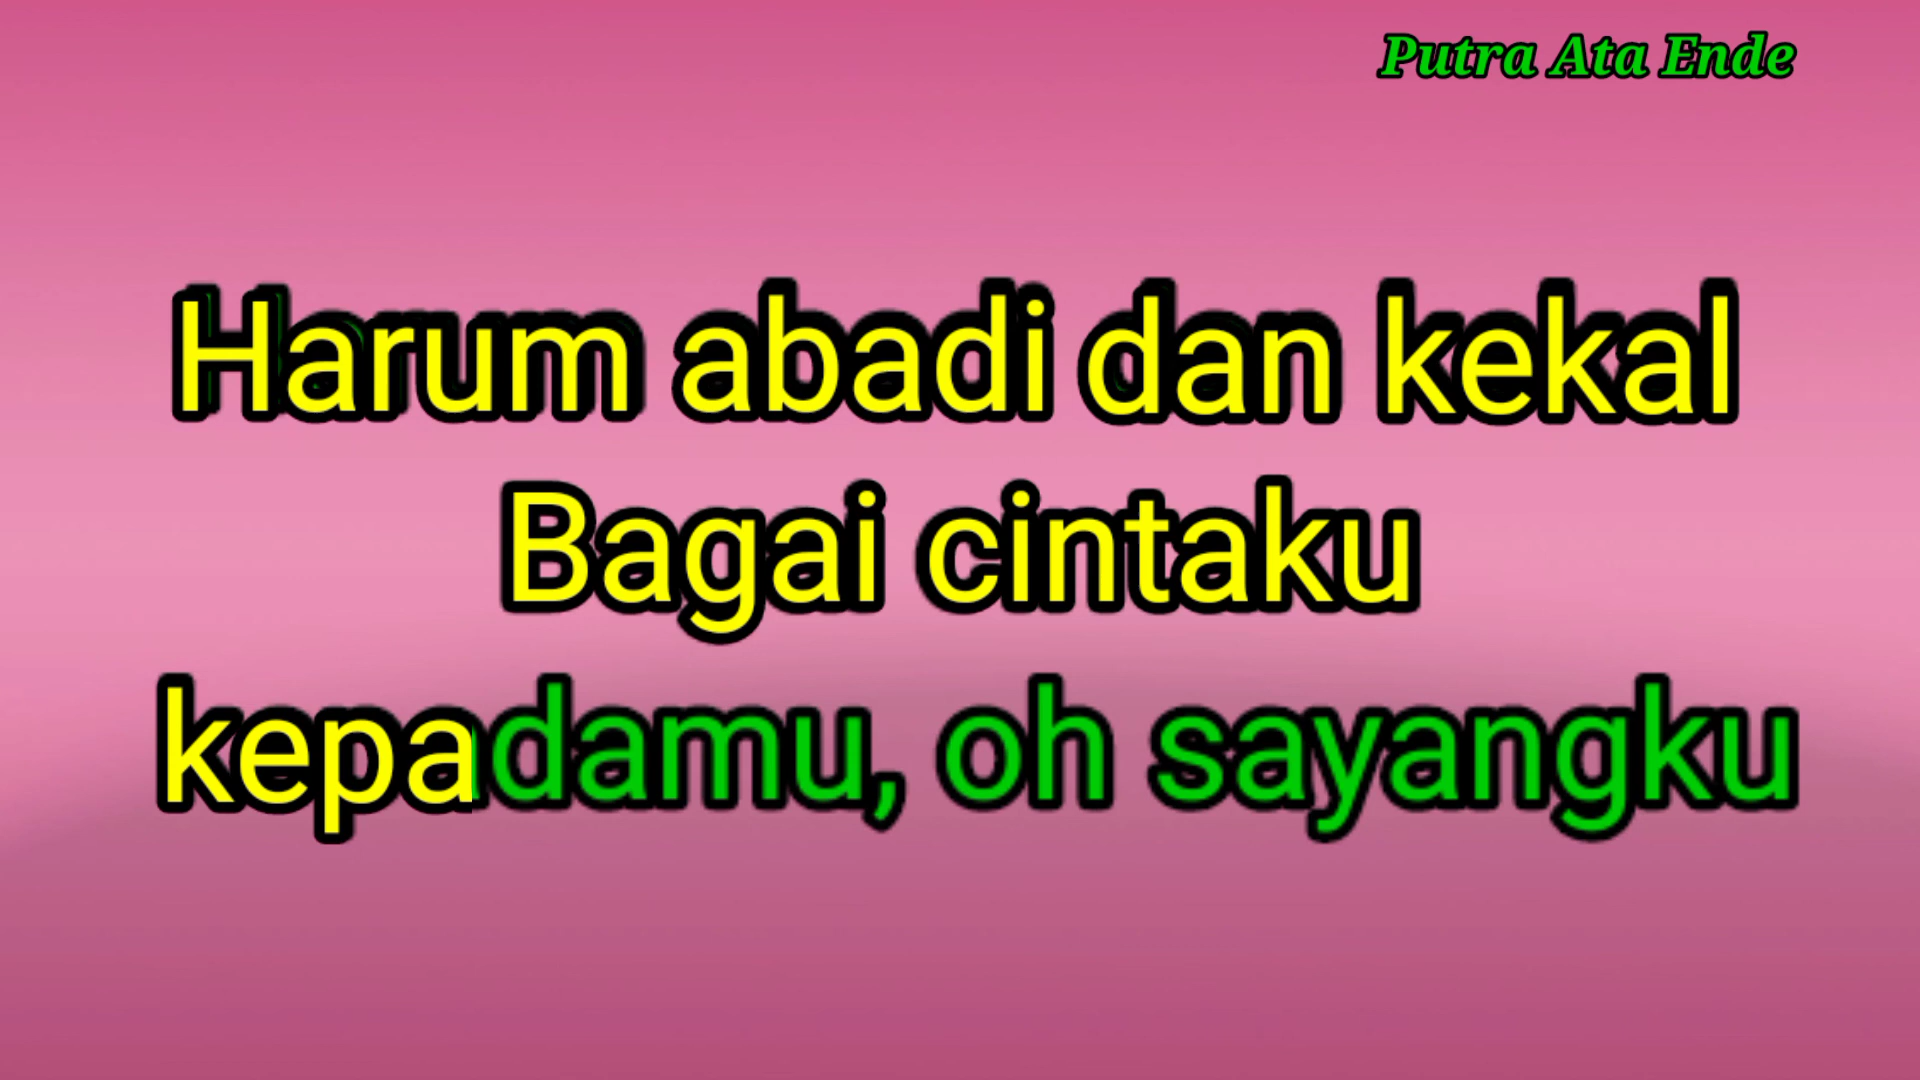 Putra Ata Ende
Harum abadi dan kekal
Bagai cintaku
kepadamu, oh sayangku